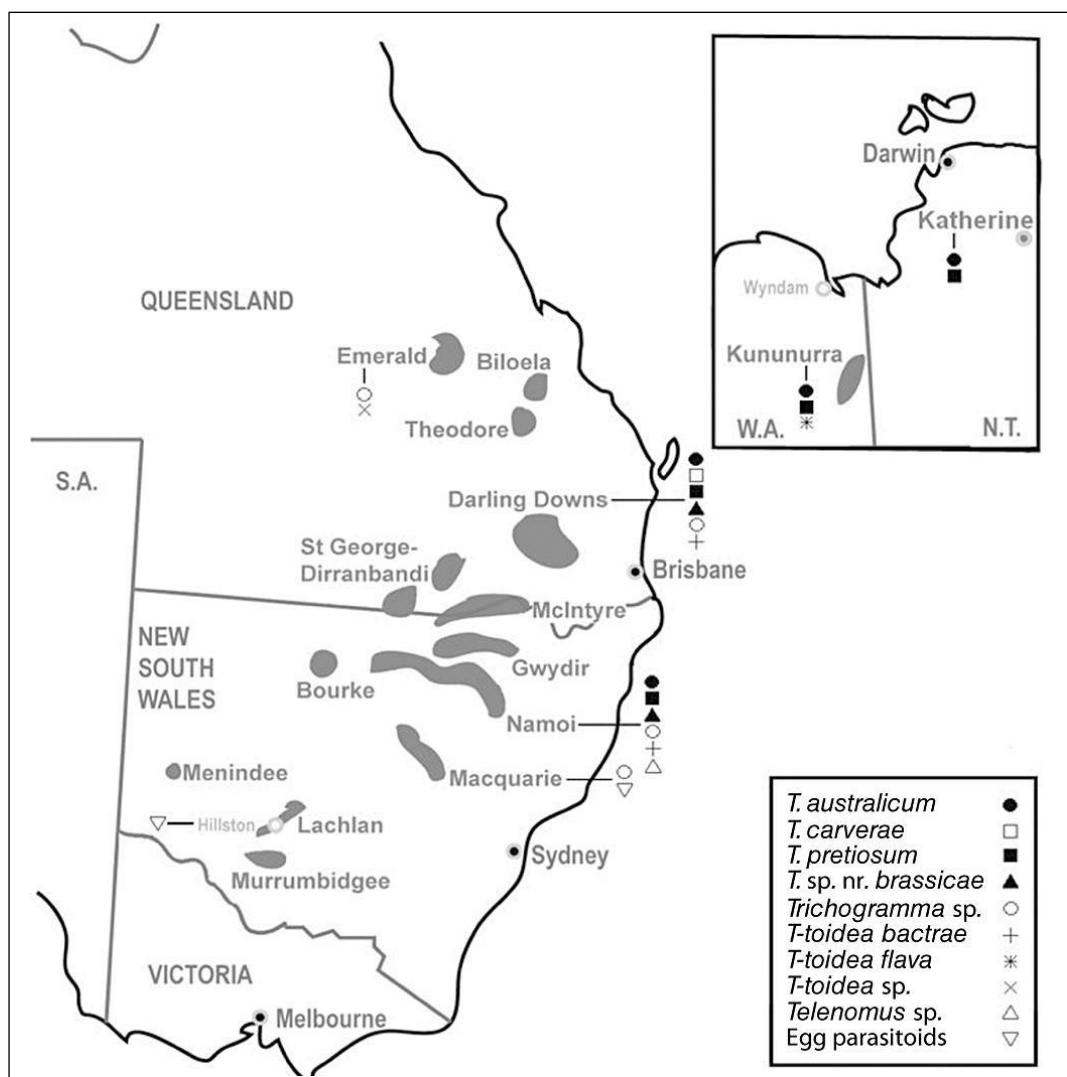 QUEENSLAND
Emerald
Biloela
Theodore
S.A.
Darling Downs
St George-
Dirranbandi
Brisbane
McIntyre
NEW
SOUTH
WALES
Gwydir
Bourke
Namoi
Menindee
Macquarie
Hillston
Lachlan
Sydney
Murrumbidgee
VICTORIA
Melbourne
Darwin
Katherine
Wyndam
Kununurra
W.A.
N.T.
T. australicum
T. carverae
T. pretiosum
T. sp. nr. brassicae
Trichogramma sp.
T-toidea bactrae
T-toidea flava
T-toidea sp.
Telenomus sp.
Egg parasitoids